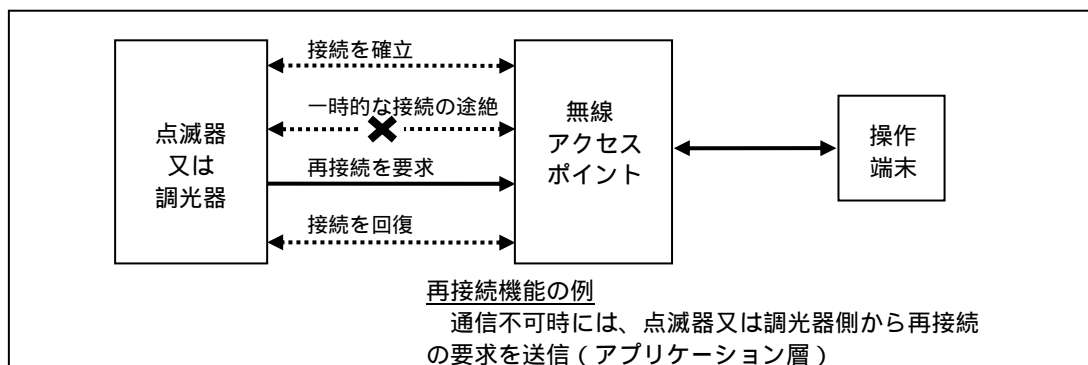 接続を確立
一時的な接続の途絶
再接続を要求
接続を回復
点滅器
又は
調光器
無線
アクセス
ポイント
操作
端末
再接続機能の例
　通信不可時には、点滅器又は調光器側から再接続
の要求を送信(アプリケーション層)